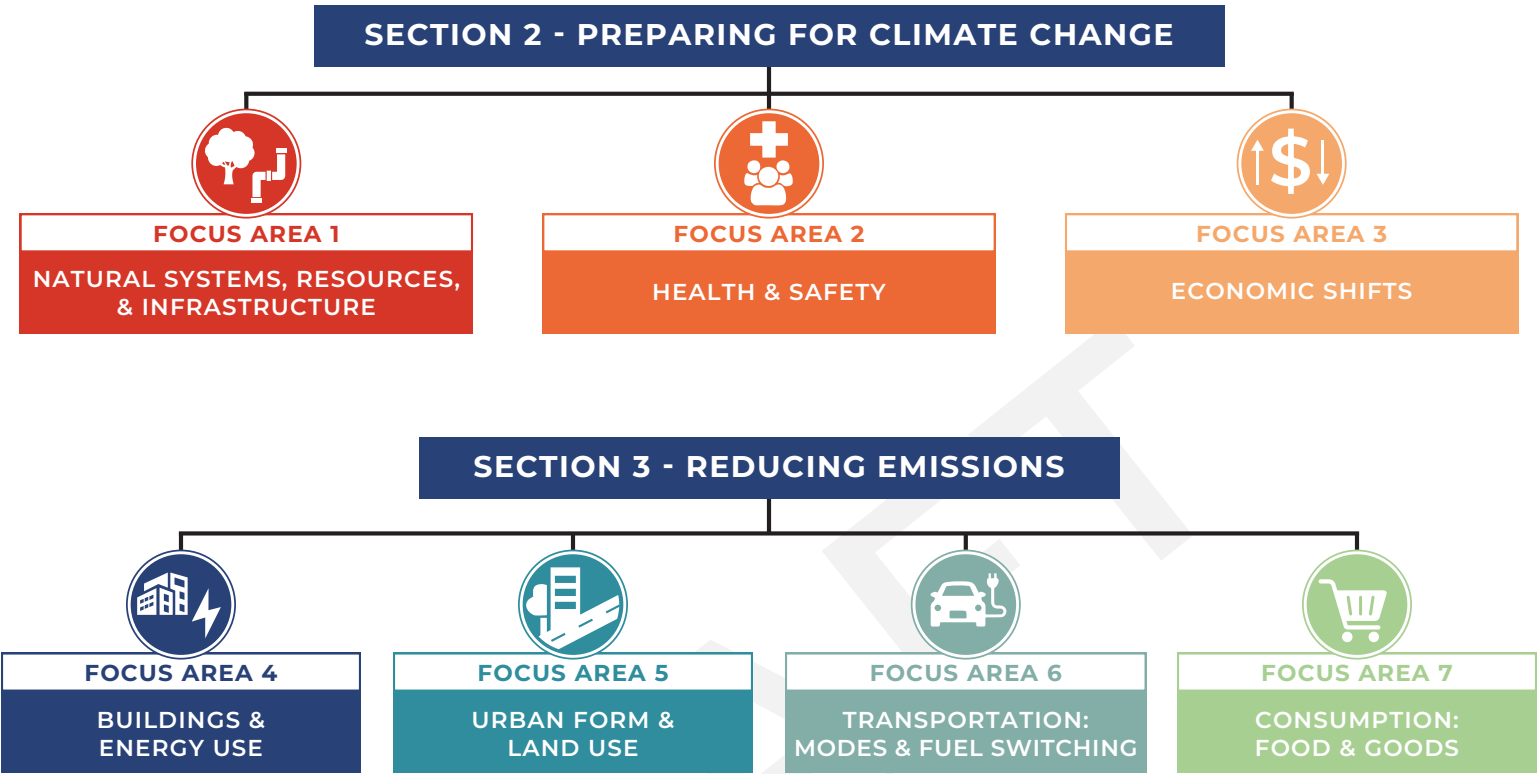 SECTION 2 - PREPARING FOR CLIMATE CHANGE
FOCUS AREA 1
NATURAL SYSTEMS, RESOURCES,
& INFRASTRUCTURE
FOCUS AREA 2
HEALTH & SAFETY
FOCUS AREA 3
ECONOMIC SHIFTS
SECTION 3 - REDUCING EMISSIONS
FOCUS AREA 4
BUILDINGS &
ENERGY USE
FOCUS AREA 5
URBAN FORM &
LAND USE
FOCUS AREA 6
TRANSPORTATION:
MODES & FUEL SWITCHING
FOCUS AREA 7
CONSUMPTION:
FOOD & GOODS